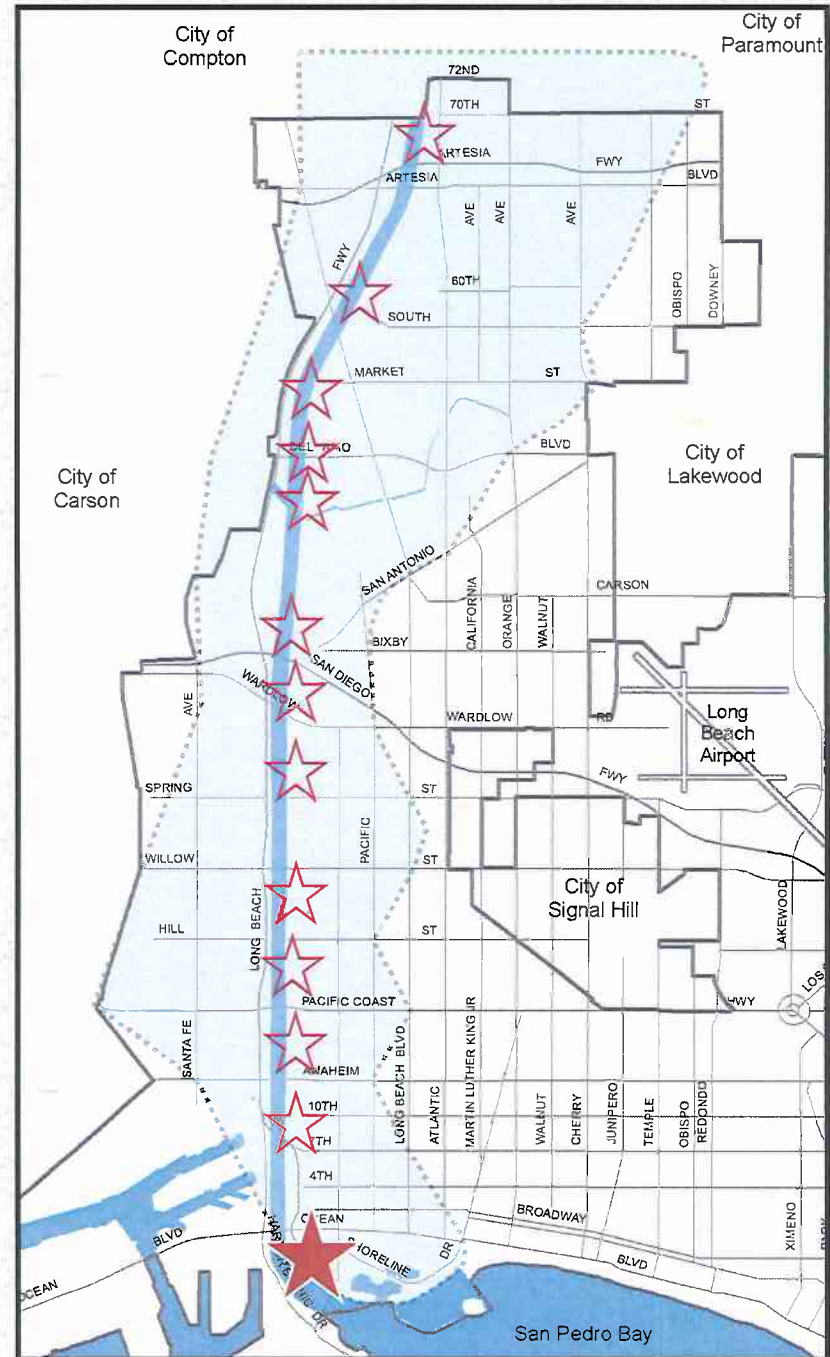 City of
Compton
City of
Paramount
72ND
70TH
ST
ARTESIA
FWY
ARTESIA
BLVD
AVE
AVE
AVE
FWY
60TH
OBISPO
DOWNEY
SOUTH
MARKET
ST
BLVD
City of
Carson
City of
Lakewood
SAN ANTONIO
CARSON
CALIFORNIA
ORANGE
WALNUT
BIXBY
SAN DIEGO
WARDLOW
AVE
WARDLOW
RD
Long
Beach
Airport
SPRING
ST
FWY
PACIFIC
WILLOW
ST
City of
Signal Hill
LONG BEACH
HILL
ST
LAKEWOOD
LOS
PACIFIC COAST
HWY
SANTA FE
ANAHEIM
LONG BEACH BLVD
ATLANTIC
MARTIN LUTHER KING JR
WALNUT
CHERRY
JUNIPERO
TEMPLE
OBISPO
REDONDO
10TH
7TH
4TH
XIMENO
OCEAN
BROADWAY
BLVD
SHORELINE
DR
BLVD
OCEAN
DR
San Pedro Bay